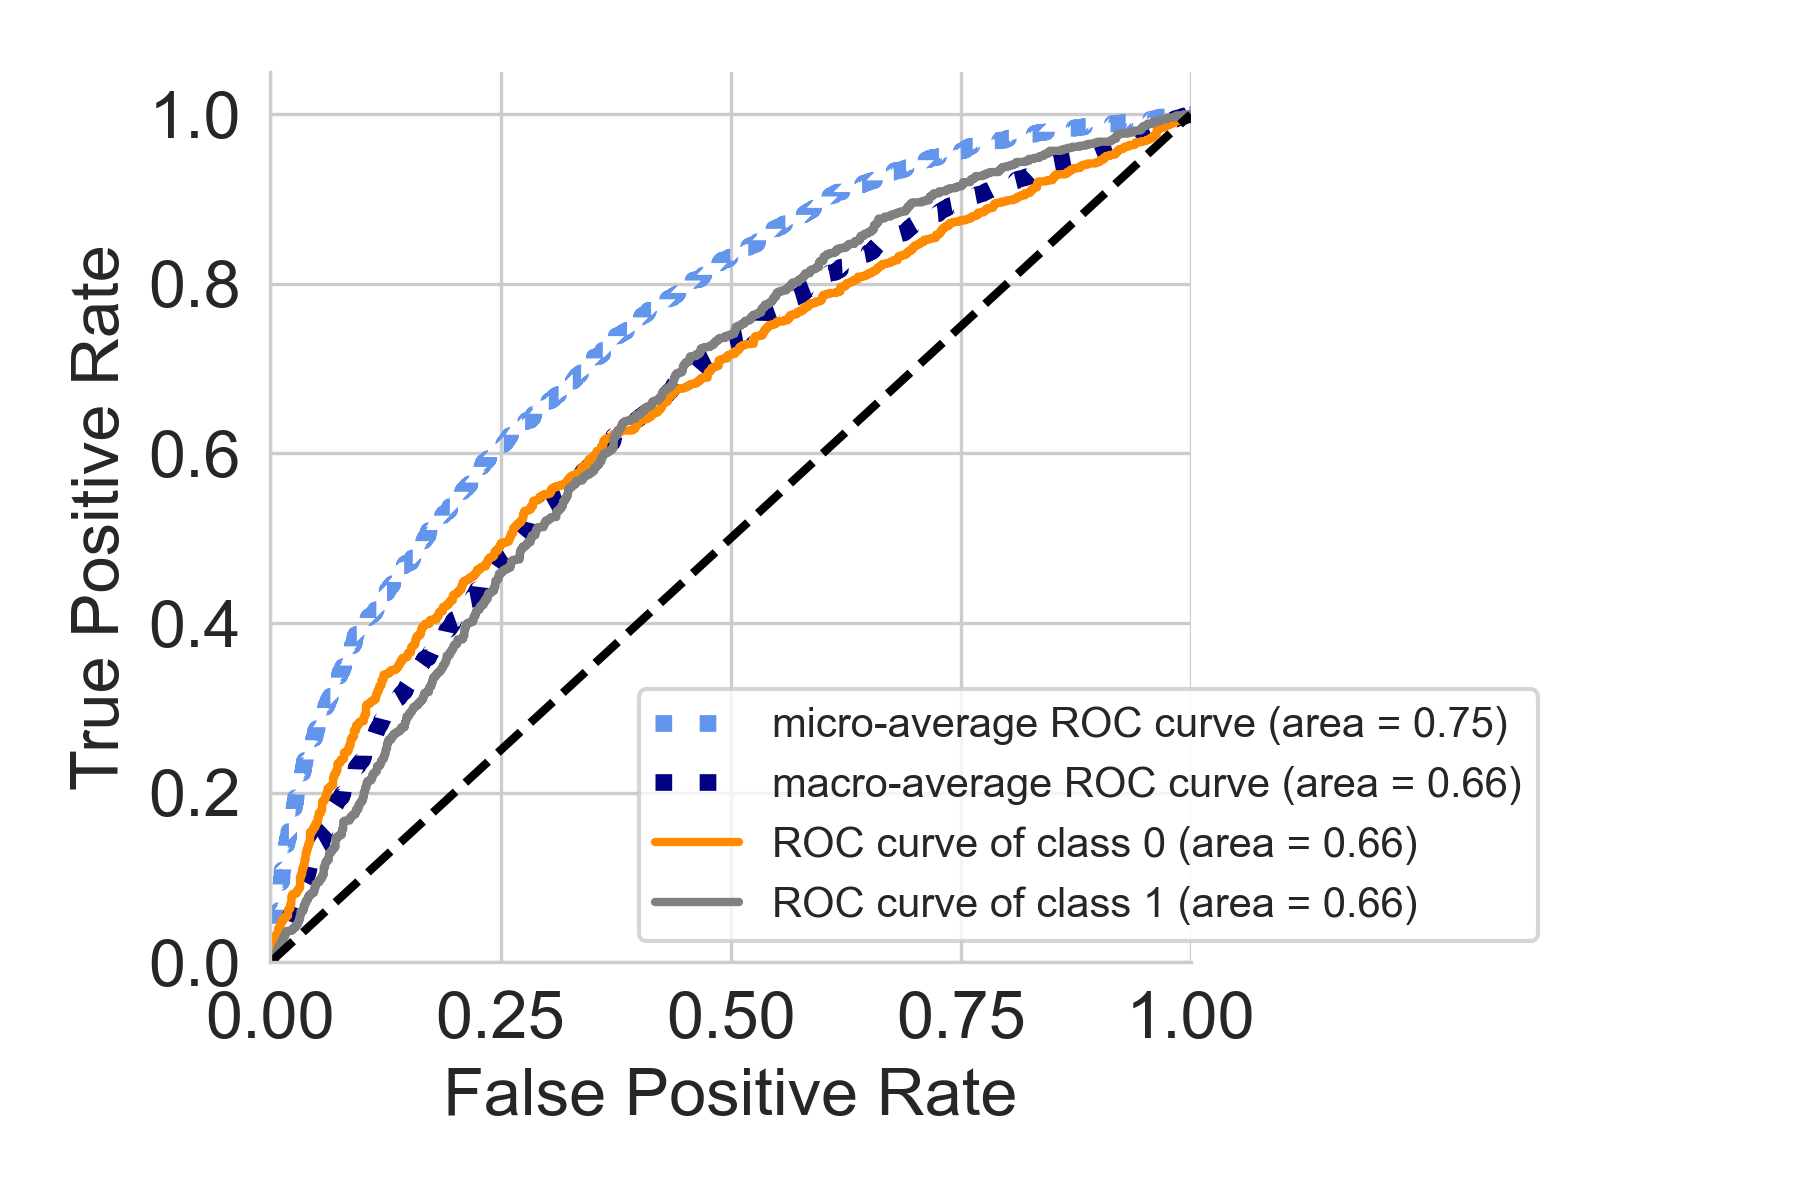 True Positive Rate
1.0
0.8
0.6
0.4
0.2
0.0
micro-average ROC curve (area = 0.75)
macro-average ROC curve (area = 0.66)
ROC curve of class 0 (area = 0.66)
ROC curve of class 1 (area = 0.66)
0.00 0.25 0.50 0.75 1.00
False Positive Rate